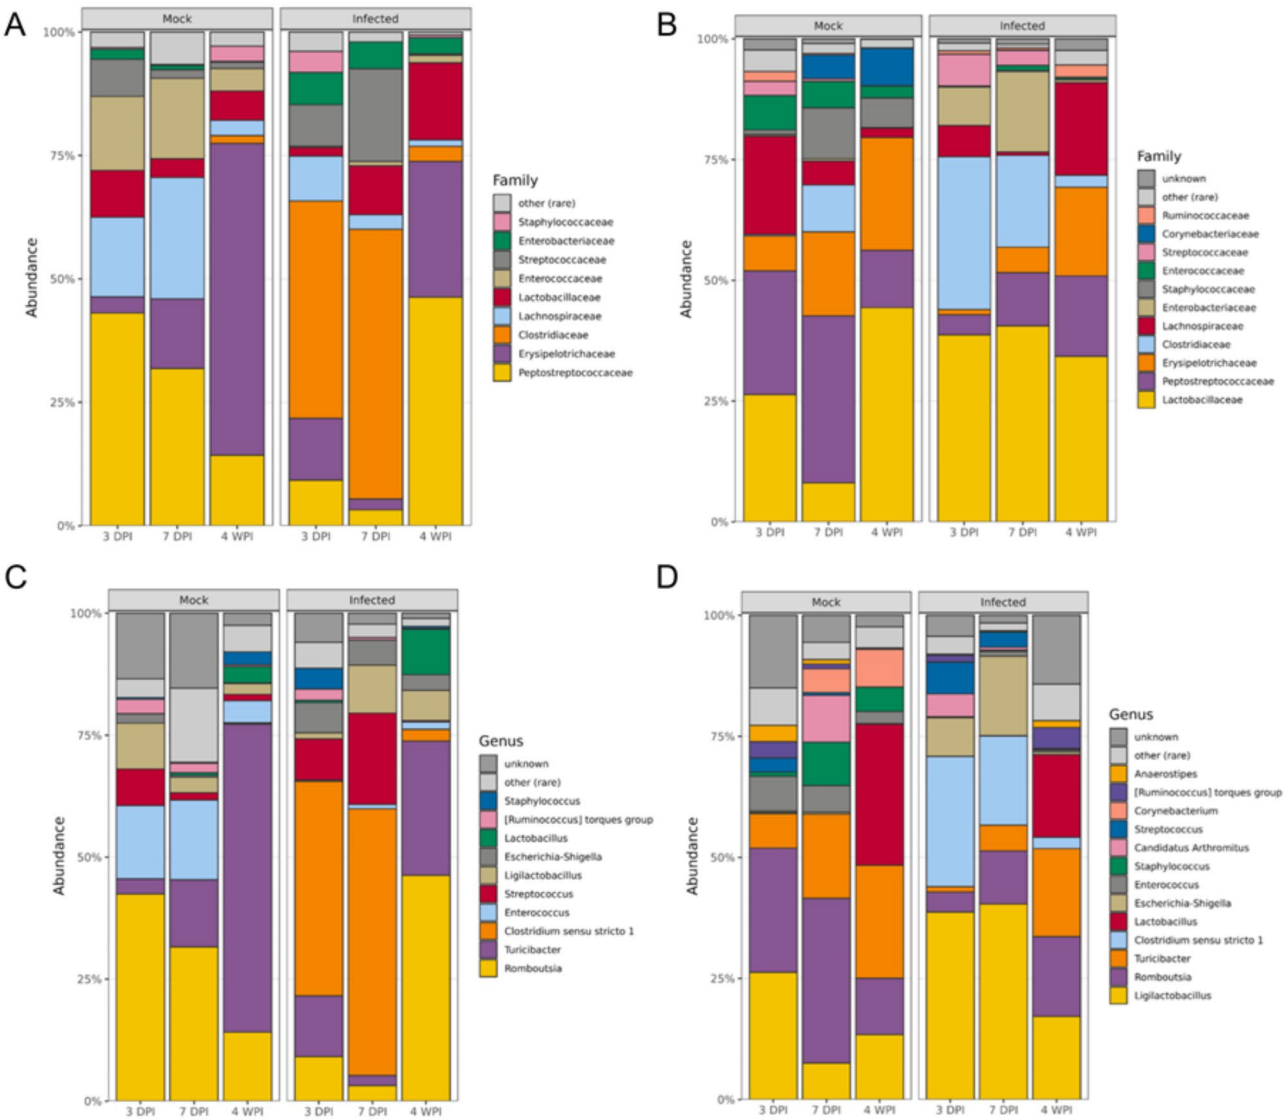 A
Mock
Infected
100%
75%
50%
25%
0%
Abundance
3 DPI
7 DPI
4 WPI
3 DPI
7 DPI
4 WPI
Family
other (rare)
Staphylococcaceae
Enterobacteriaceae
Streptococcaceae
Enterococcaceae
Lactobacillaceae
Lachnospiraceae
Clostridiaceae
Erysipelotrichaceae
Peptostreptococcaceae
B
Mock
Infected
100%
75%
50%
25%
0%
Abundance
3 DPI
7 DPI
4 WPI
3 DPI
7 DPI
4 WPI
Family
unknown
other (rare)
Ruminococcaceae
Corynebacteriaceae
Streptococcaceae
Enterococcaceae
Staphylococcaceae
Enterobacteriaceae
Lachnospiraceae
Clostridiaceae
Erysipelotrichaceae
Peptostreptococcaceae
Lactobacillaceae
C
Mock
Infected
100%
75%
50%
25%
0%
Abundance
3 DPI
7 DPI
4 WPI
3 DPI
7 DPI
4 WPI
Genus
unknown
other (rare)
Staphylococcus
[Ruminococcus] torques group
Lactobacillus
Escherichia-Shigella
Ligilactobacillus
Streptococcus
Enterococcus
Clostridium sensu stricto 1
Turicibacter
Romboutsia
D
Mock
Infected
100%
75%
50%
25%
0%
Abundance
3 DPI
7 DPI
4 WPI
3 DPI
7 DPI
4 WPI
Genus
unknown
other (rare)
Anaerostipes
[Ruminococcus] torques group
Corynebacterium
Streptococcus
Candidatus Arthromitus
Staphylococcus
Enterococcus
Escherichia-Shigella
Lactobacillus
Clostridium sensu stricto 1
Turicibacter
Romboutsia
Ligilactobacillus